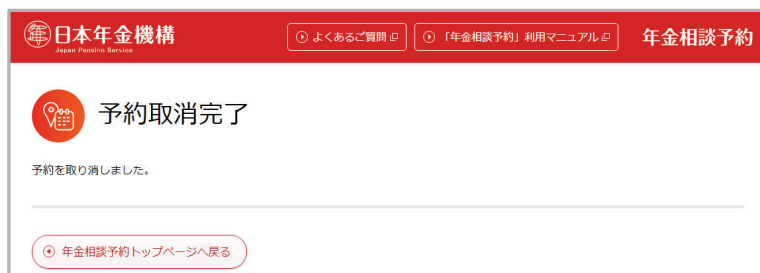 年 日本年金機構
Japan Pension Service
よくあるご質問
「年金相談予約」利用マニュアル
年金相談予約
予約取消完了
予約を取り消しました。
年金相談予約トップページへ戻る